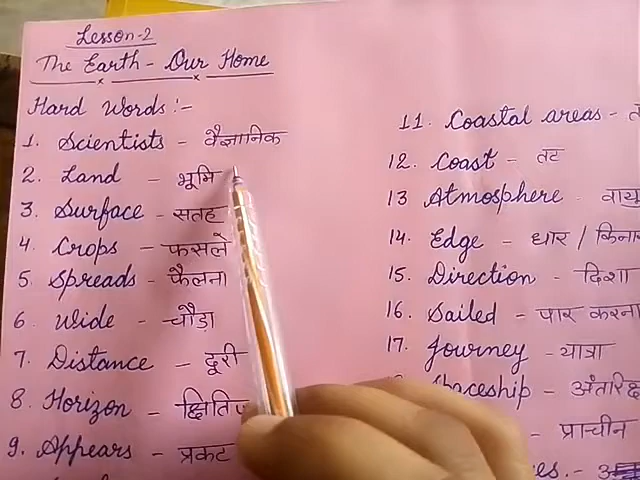 Lesson-2
The Earth - Our Home
Hard Words:-
1. Scientists - वैज्ञानिक
2. Land - भूमि
3. Surface - सतह
4. Crops - फसलें
5. Spreads - फैलना
6. Wide - चौड़ा
7. Distance - दूरी
8. Horizon -
9. Appears - प्रकट
11. Coastal areas -
12. Coast - तट
13 Atmosphere - वायु
14. Edge - धार / किनारा
15. Direction - दिशा
16. Sailed - पार करना
17. Journey - यात्रा
Spaceship - अंतरिक्ष
- प्राचीन